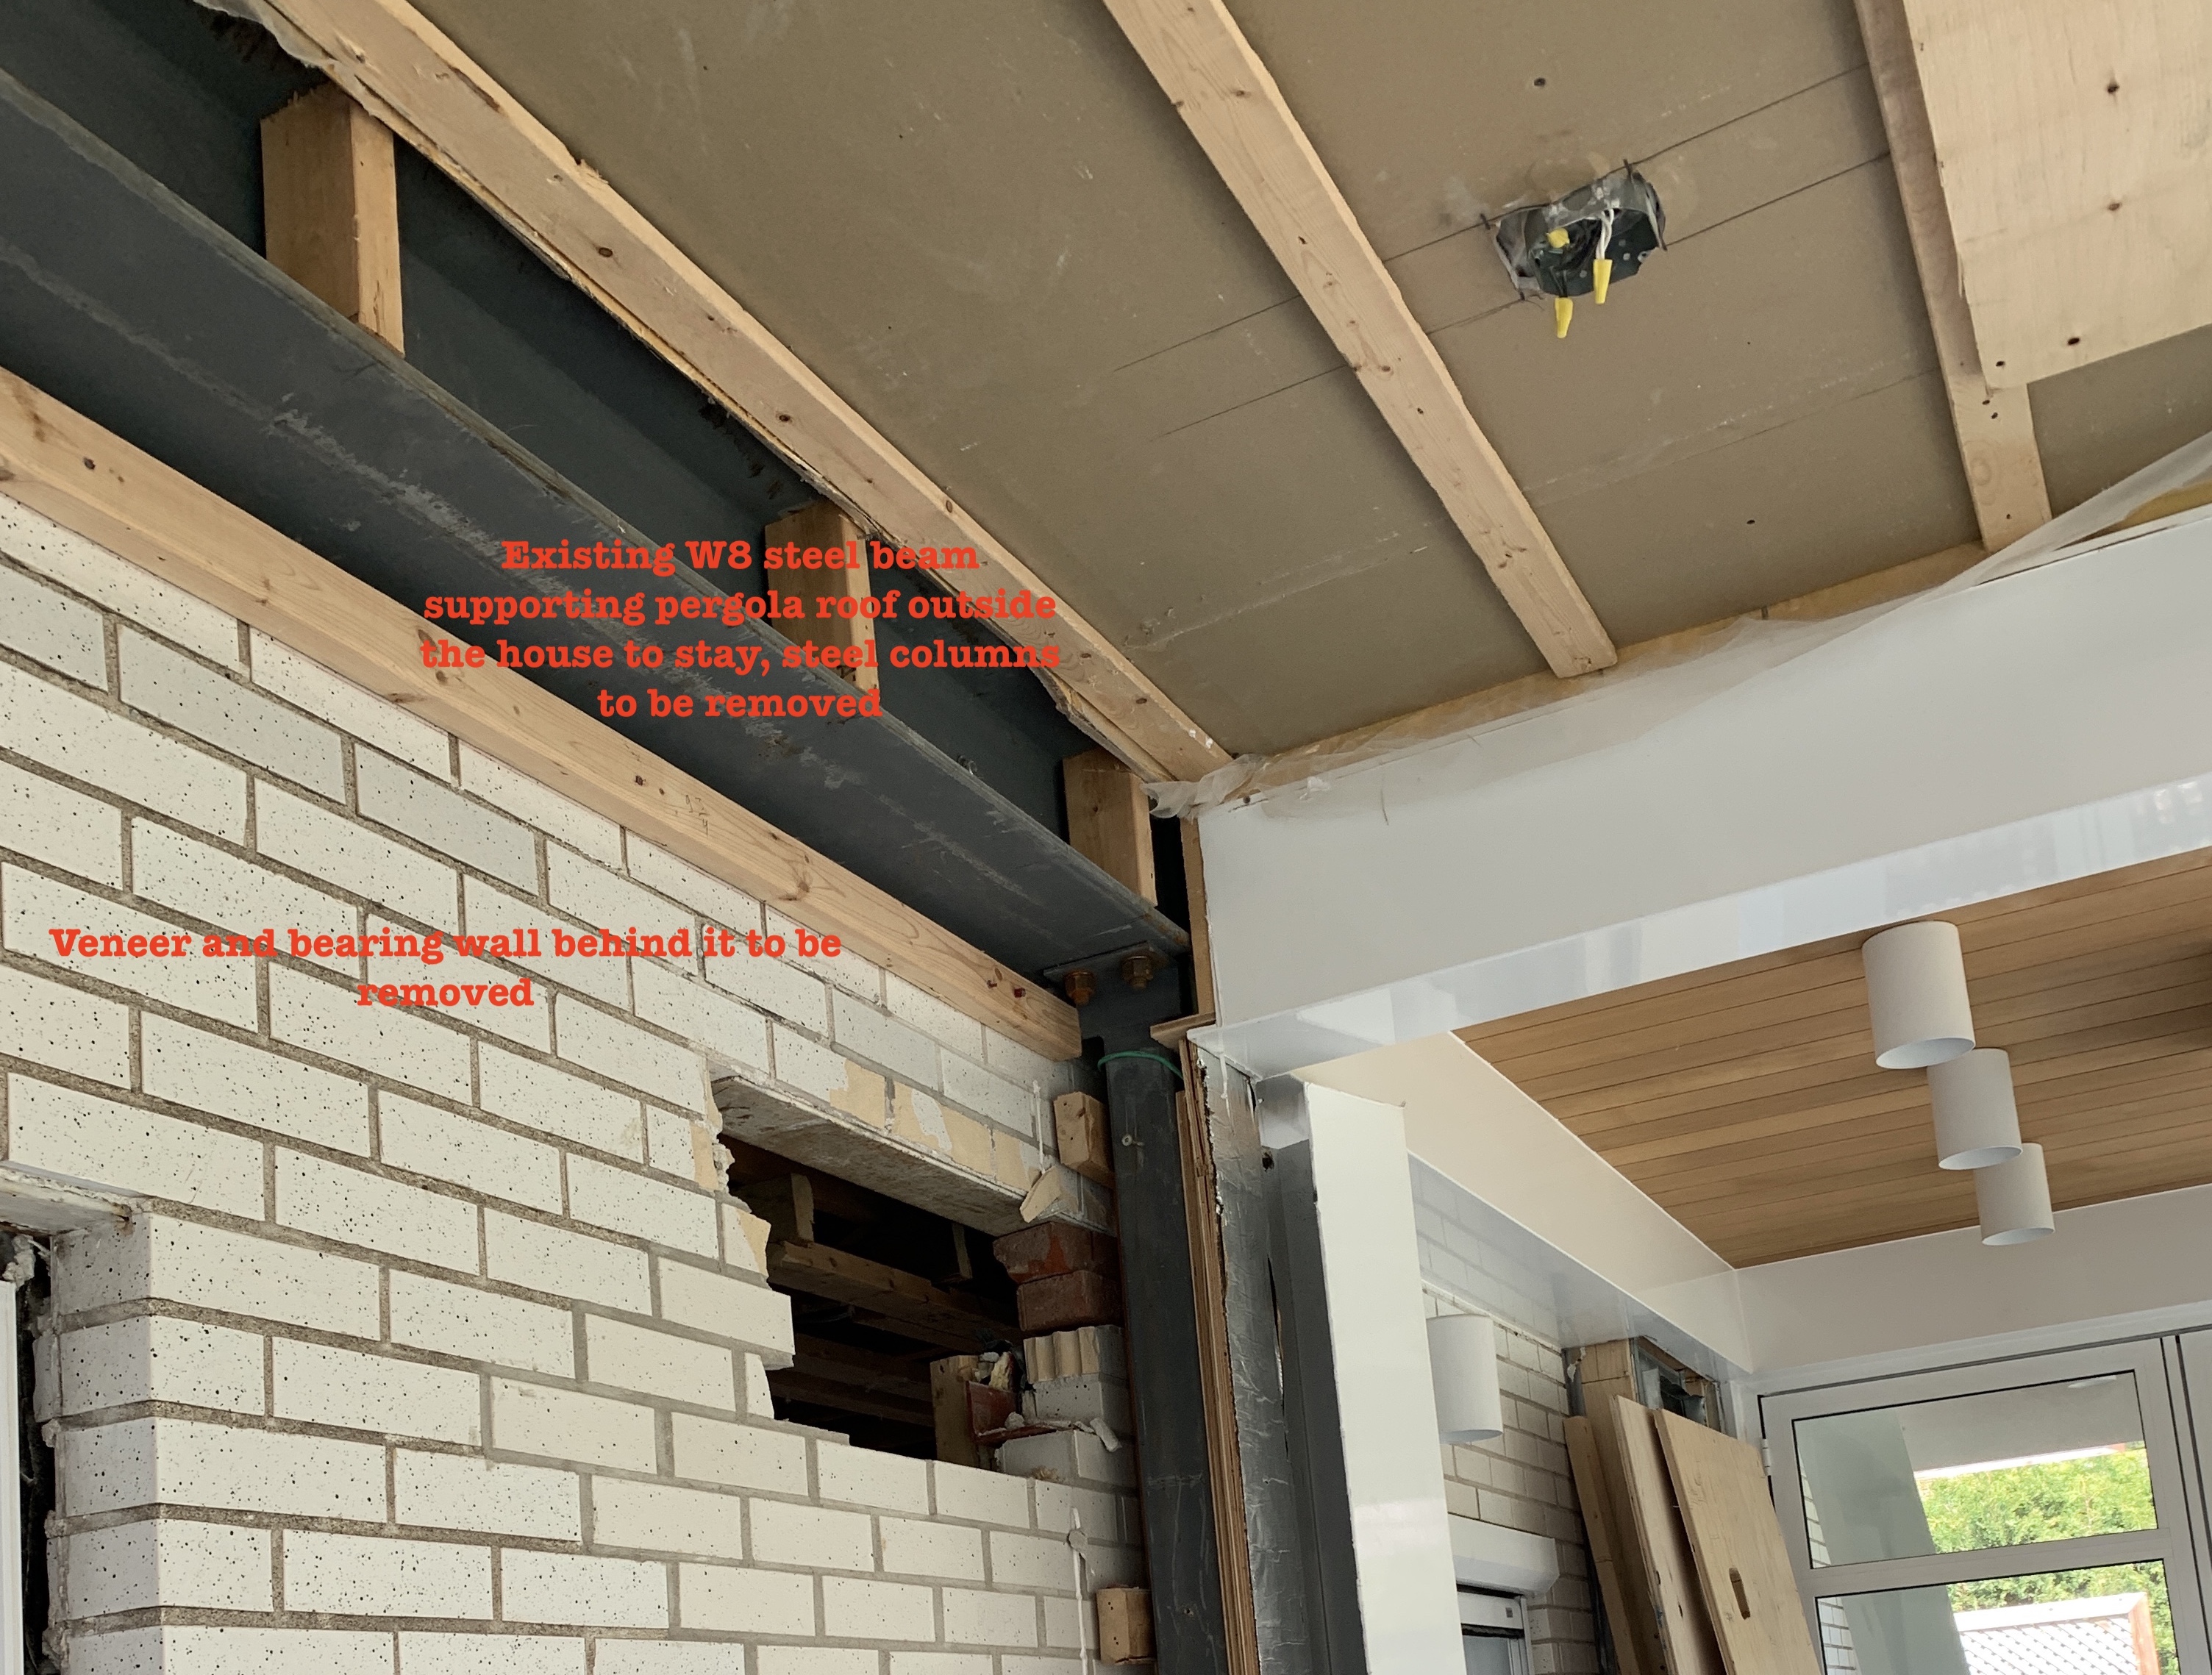 Existing W8 steel beam
supporting pergola roof outside
the house to stay, steel columns
to be removed
Veneer and bearing wall behind it to be
removed